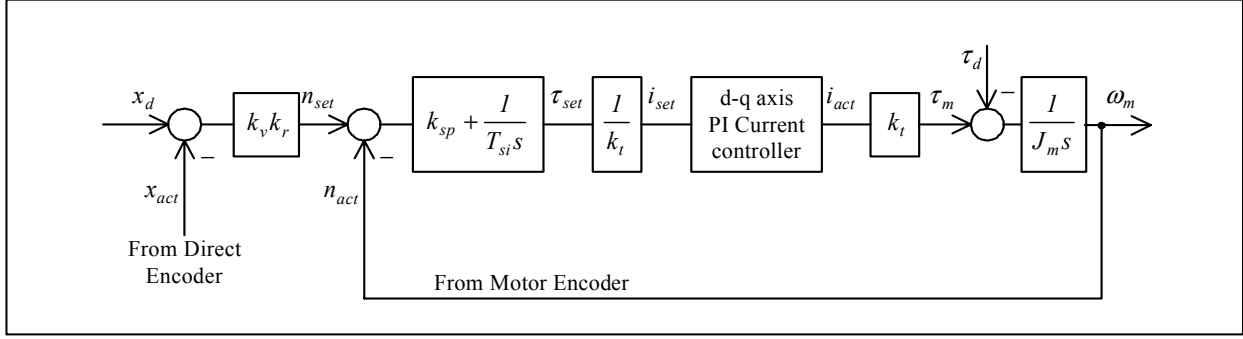 x_d
x_act
From Direct
Encoder
k_v k_r
n_set
n_act
k_sp + 1 / T_si s
τ_set
1 / k_t
i_set
d-q axis
PI Current
controller
i_act
k_t
τ_m
τ_d
1 / J_m s
ω_m
From Motor Encoder